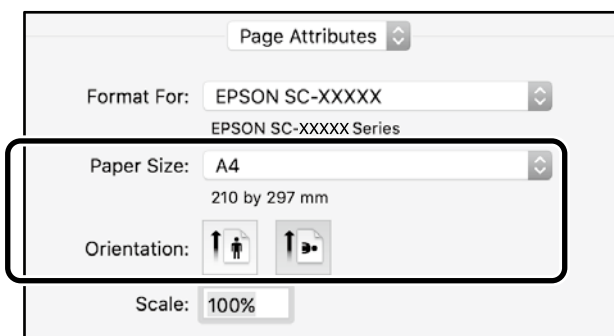 Page Attributes
Format For: EPSON SC-XXXXX
EPSON SC-XXXXX Series
Paper Size: A4
210 by 297 mm
Orientation:
Scale: 100%